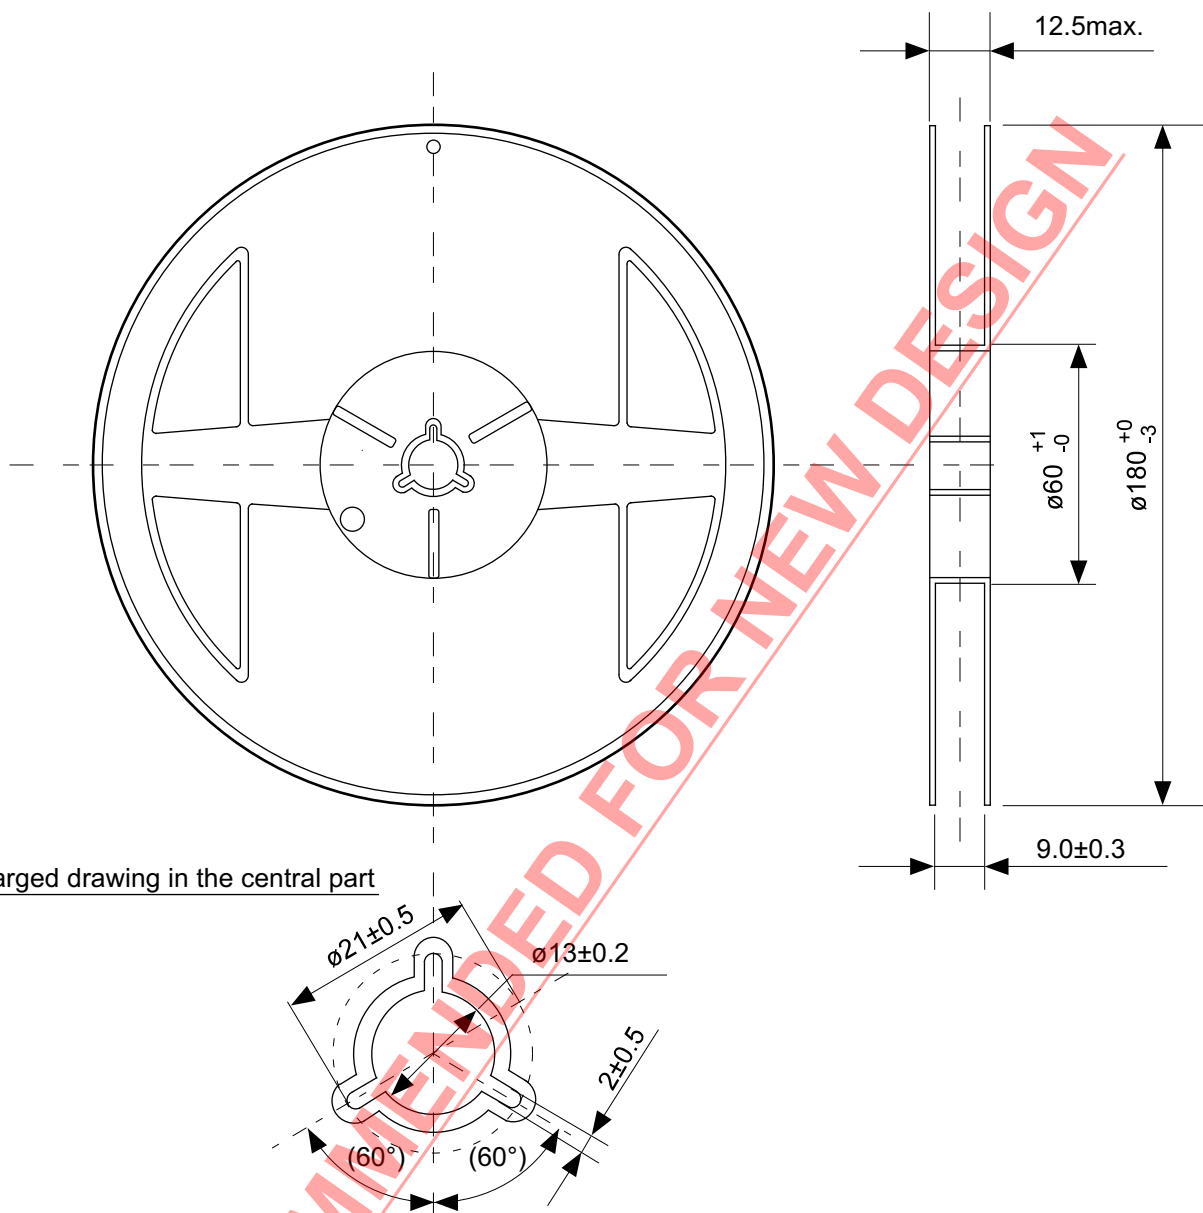 12.5max.
ø60 +1 -0
ø180 +0 -3
9.0±0.3
arged drawing in the central part
ø21±0.5
ø13±0.2
2±0.5
(60°)
(60°)
MMENDED FOR NEW DESIGN